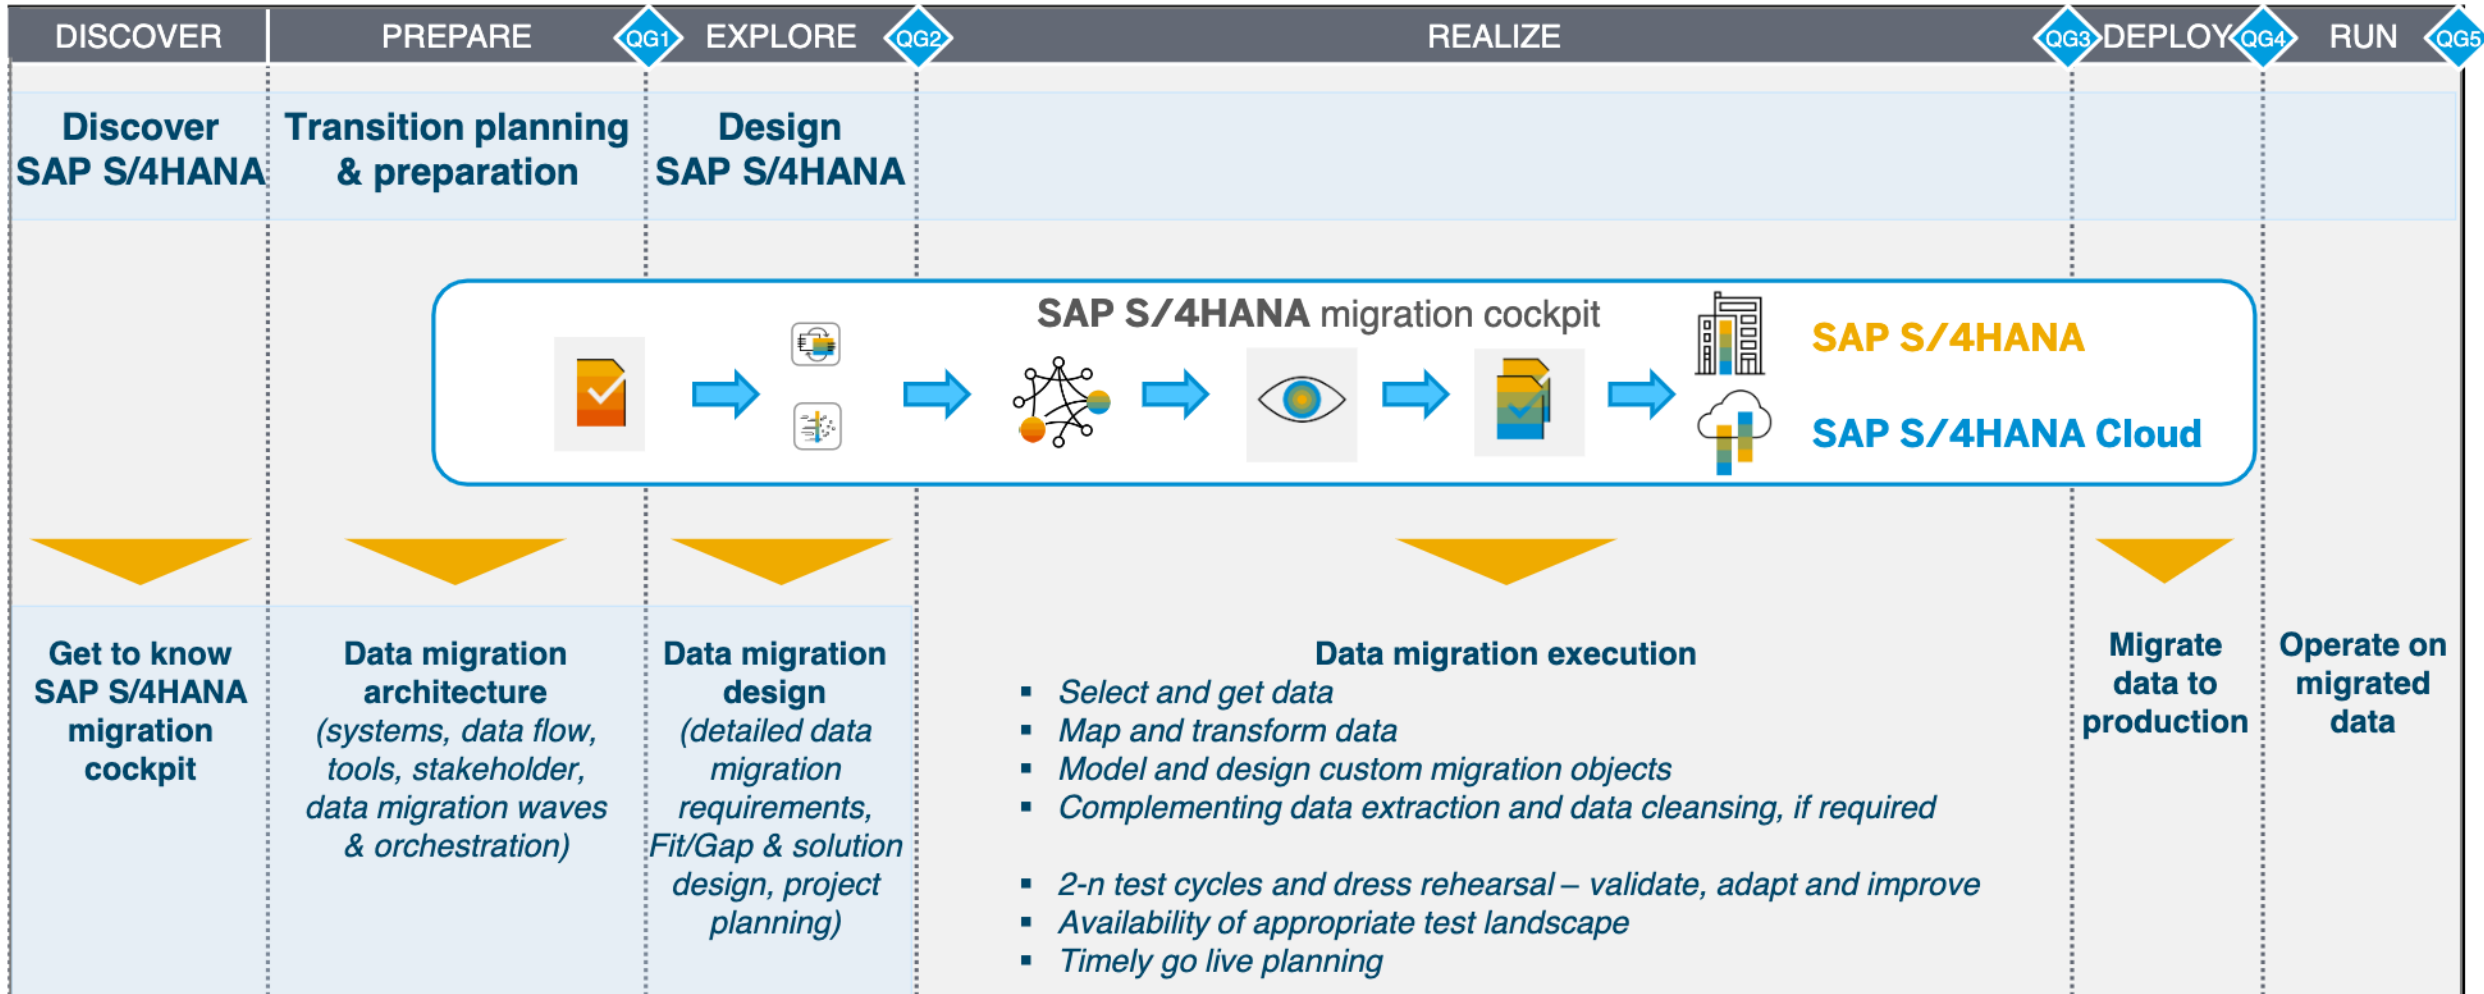 DISCOVER
PREPARE
QG1
EXPLORE
QG2
REALIZE
QG3
DEPLOY
QG4
RUN
QG5
Discover
SAP S/4HANA
Transition planning
& preparation
Design
SAP S/4HANA
SAP S/4HANA migration cockpit
SAP S/4HANA
SAP S/4HANA Cloud
Get to know
SAP S/4HANA
migration
cockpit
Data migration
architecture
(systems, data flow,
tools, stakeholder,
data migration waves
& orchestration)
Data migration
design
(detailed data
migration
requirements,
Fit/Gap & solution
design, project
planning)
Data migration execution
▪ Select and get data
▪ Map and transform data
▪ Model and design custom migration objects
▪ Complementing data extraction and data cleansing, if required
▪ 2-n test cycles and dress rehearsal – validate, adapt and improve
▪ Availability of appropriate test landscape
▪ Timely go live planning
Migrate
data to
production
Operate on
migrated
data